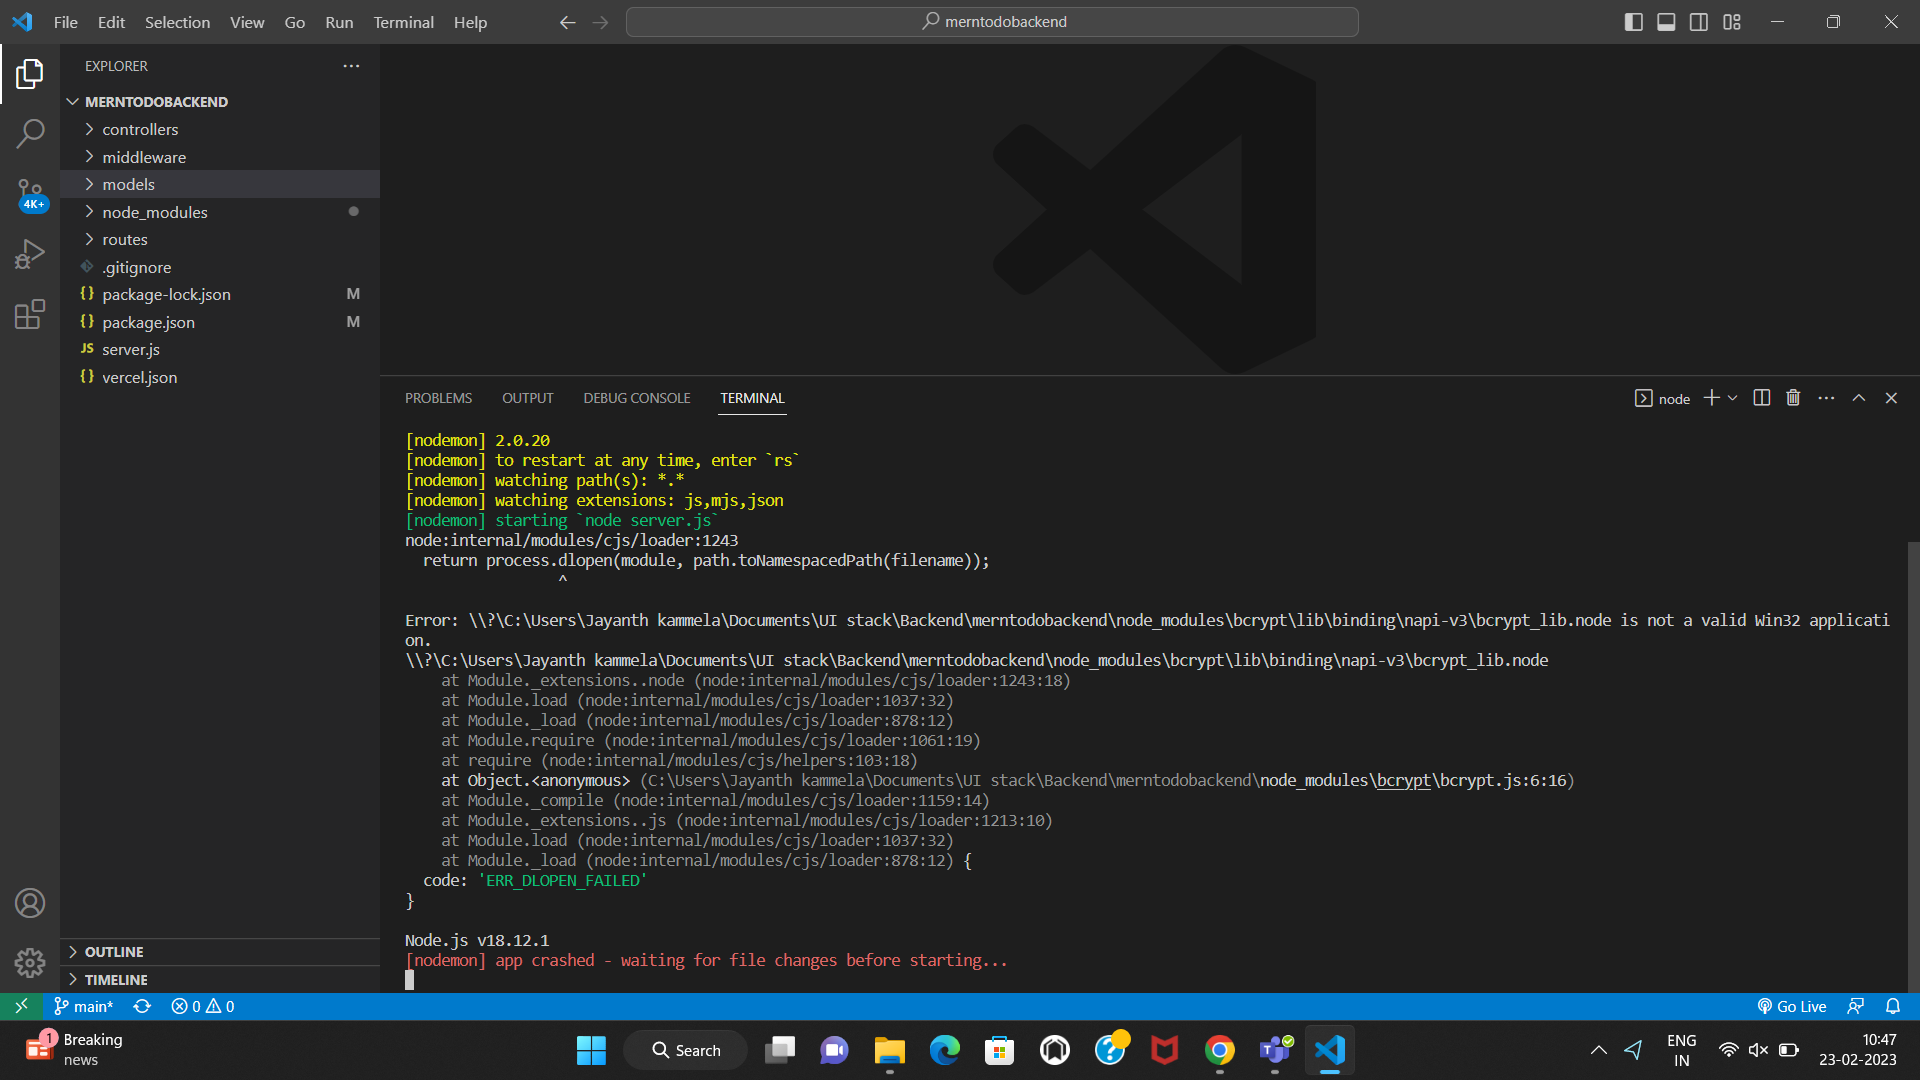 File Edit Selection View Go Run Terminal Help
merntodobackend
EXPLORER
MERNTODOBACKEND
controllers
middleware
models
node_modules
routes
.gitignore
package-lock.json M
package.json M
JS server.js
vercel.json
4K+
OUTLINE
TIMELINE
PROBLEMS OUTPUT DEBUG CONSOLE TERMINAL
node
[nodemon] 2.0.20
[nodemon] to restart at any time, enter `rs`
[nodemon] watching path(s): *.*
[nodemon] watching extensions: js,mjs,json
[nodemon] starting `node server.js`
node:internal/modules/cjs/loader:1243
return process.dlopen(module, path.toNamespacedPath(filename));
^
Error: \\?\C:\Users\Jayanth kammela\Documents\UI stack\Backend\merntodobackend\node_modules\bcrypt\lib\binding\napi-v3\bcrypt_lib.node is not a valid Win32 applicati
on.
\\?\C:\Users\Jayanth kammela\Documents\UI stack\Backend\merntodobackend\node_modules\bcrypt\lib\binding\napi-v3\bcrypt_lib.node
at Module._extensions..node (node:internal/modules/cjs/loader:1243:18)
at Module.load (node:internal/modules/cjs/loader:1037:32)
at Module._load (node:internal/modules/cjs/loader:878:12)
at Module.require (node:internal/modules/cjs/loader:1061:19)
at require (node:internal/modules/cjs/helpers:103:18)
at Object.<anonymous> (C:\Users\Jayanth kammela\Documents\UI stack\Backend\merntodobackend\node_modules\bcrypt\bcrypt.js:6:16)
at Module._compile (node:internal/modules/cjs/loader:1159:14)
at Module._extensions..js (node:internal/modules/cjs/loader:1213:10)
at Module.load (node:internal/modules/cjs/loader:1037:32)
at Module._load (node:internal/modules/cjs/loader:878:12) {
code: 'ERR_DLOPEN_FAILED'
}
Node.js v18.12.1
[nodemon] app crashed - waiting for file changes before starting...
main* 0 0
Go Live
1
Breaking
news
Search
ENG
IN
10:47
23-02-2023